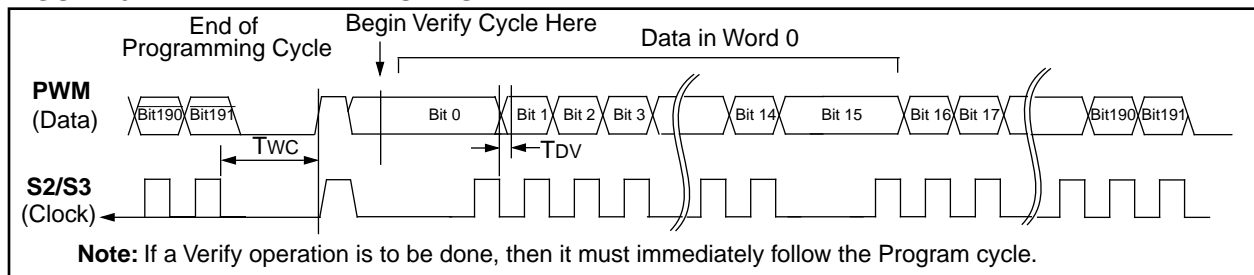 End of
Programming Cycle
Begin Verify Cycle Here
Data in Word 0
PWM
(Data)
Bit190 Bit191 Bit 0 Bit 1 Bit 2 Bit 3 Bit 14 Bit 15 Bit 16 Bit 17 Bit190 Bit191
TWC
TDV
S2/S3
(Clock)
Note: If a Verify operation is to be done, then it must immediately follow the Program cycle.